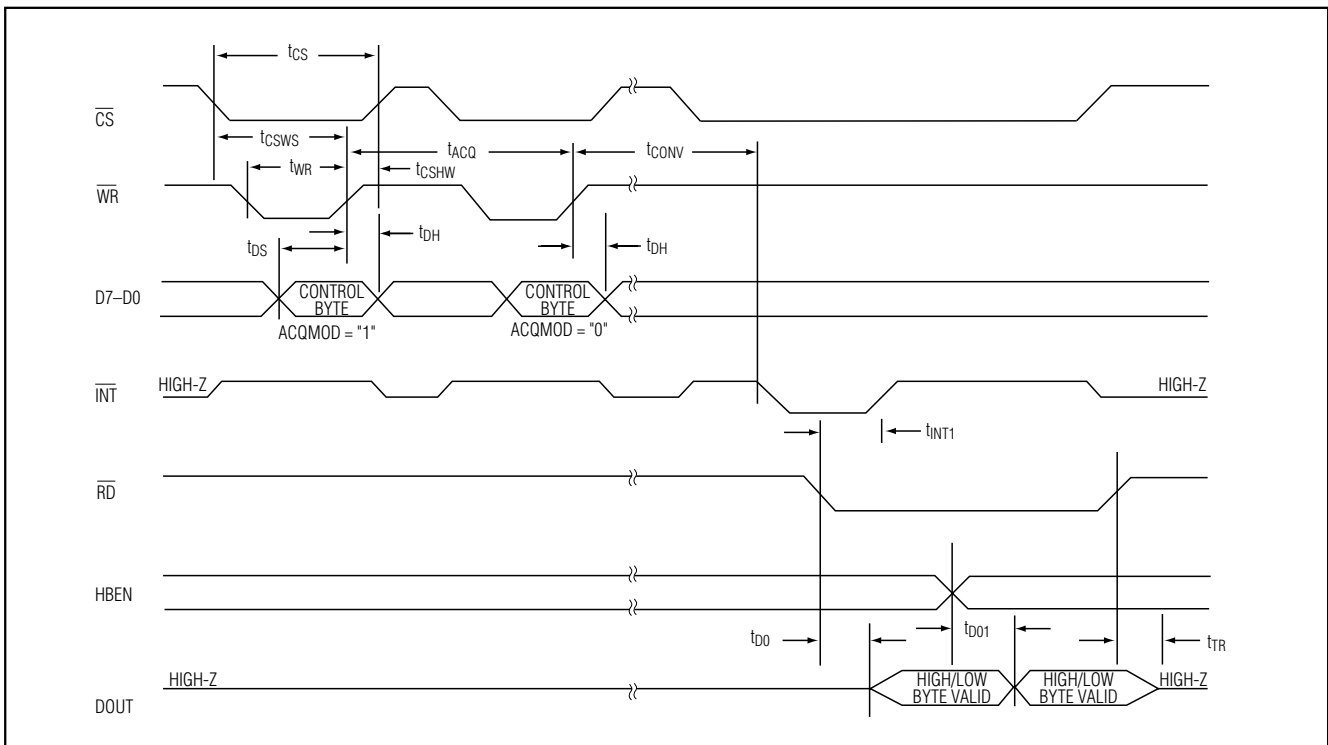 tCS
CS
tCSWS
tACQ
tCONV
tWR
tCSHW
WR
tDS
tDH
tDH
D7–D0
CONTROL
BYTE
CONTROL
BYTE
ACQMOD = "1"
ACQMOD = "0"
HIGH-Z
HIGH-Z
INT
tINT1
RD
HBEN
tD0
tD01
tTR
HIGH-Z
HIGH/LOW
BYTE VALID
HIGH/LOW
BYTE VALID
HIGH-Z
DOUT